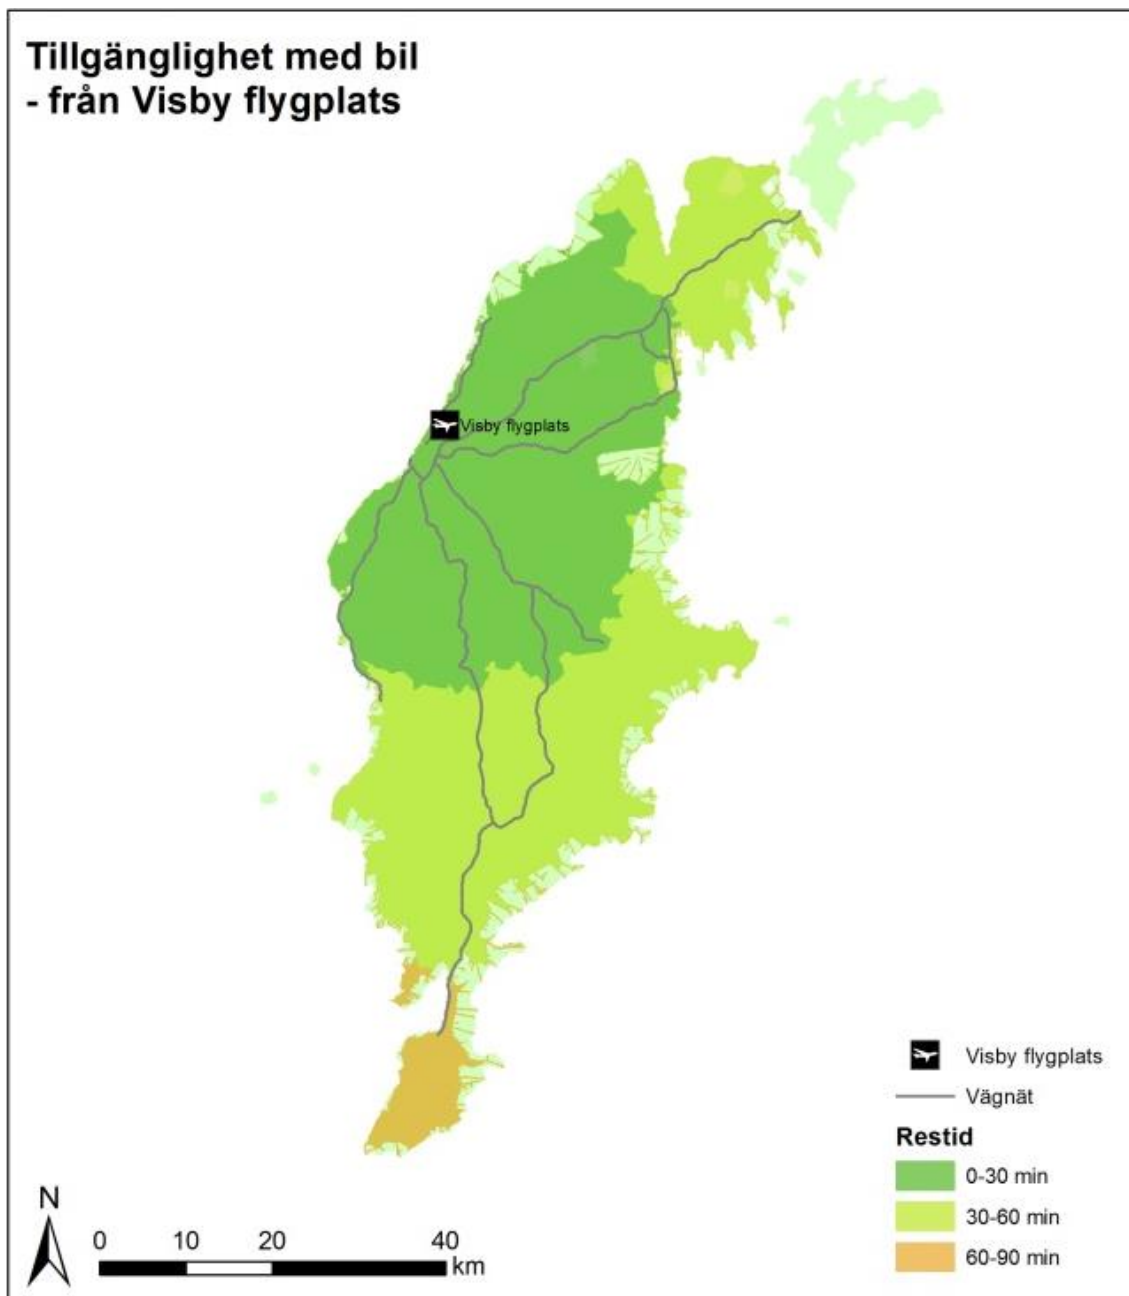 Tillgänglighet med bil
- från Visby flygplats
Visby flygplats
Visby flygplats
Vägnät
Restid
0-30 min
30-60 min
60-90 min
N
0 10 20 40
km